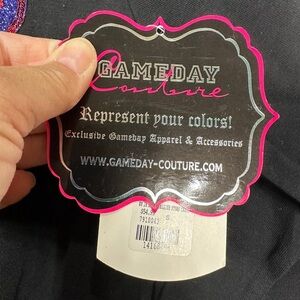 GAMEDAY
Couture
Represent your colors!
Exclusive Gameday Apparel & Accessories
WWW.GAMEDAY-COUTURE.COM